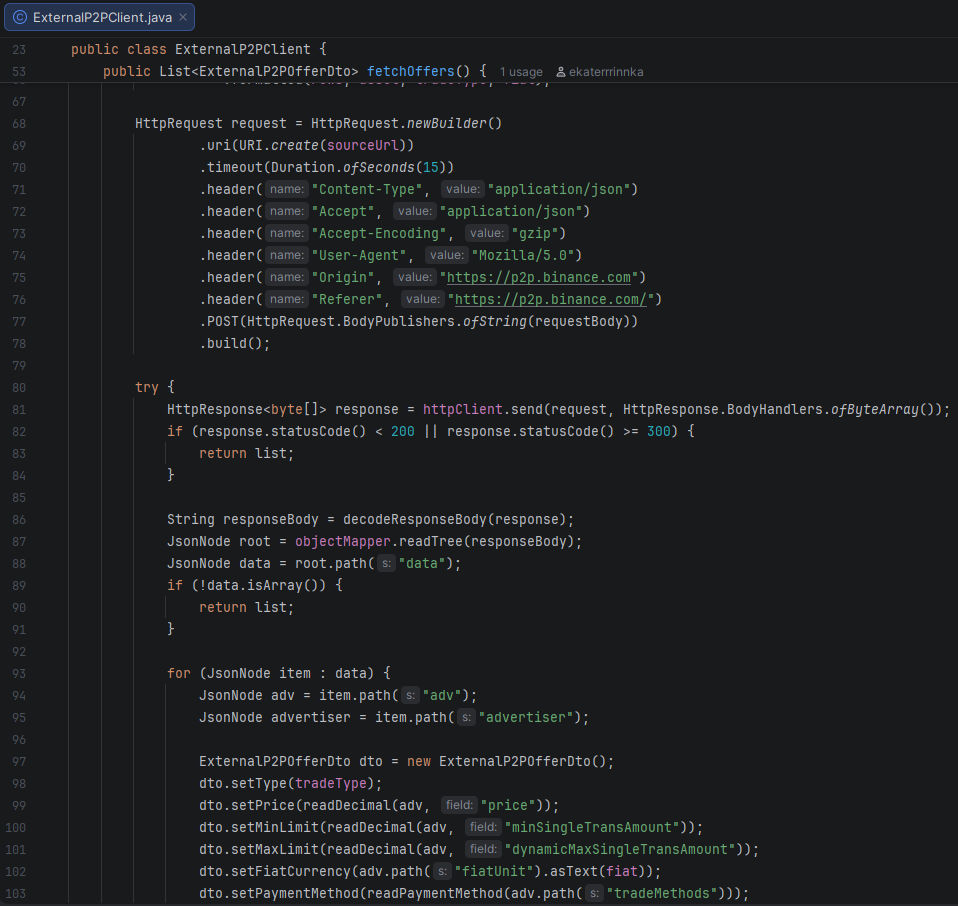 ExternalP2PClient.java
23 public class ExternalP2PClient {
53 public List<ExternalP2POfferDto> fetchOffers() { 1 usage ekaterrrinnka
67
68 HttpRequest request = HttpRequest.newBuilder()
69 .uri(URI.create(sourceUrl))
70 .timeout(Duration.ofSeconds(15))
71 .header( name: "Content-Type", value: "application/json")
72 .header( name: "Accept", value: "application/json")
73 .header( name: "Accept-Encoding", value: "gzip")
74 .header( name: "User-Agent", value: "Mozilla/5.0")
75 .header( name: "Origin", value: "https://p2p.binance.com")
76 .header( name: "Referer", value: "https://p2p.binance.com/")
77 .POST(HttpRequest.BodyPublishers.ofString(requestBody))
78 .build();
79
80 try {
81 HttpResponse<byte[]> response = httpClient.send(request, HttpResponse.BodyHandlers.ofByteArray());
82 if (response.statusCode() < 200 || response.statusCode() >= 300) {
83 return list;
84 }
85
86 String responseBody = decodeResponseBody(response);
87 JsonNode root = objectMapper.readTree(responseBody);
88 JsonNode data = root.path( s: "data");
89 if (!data.isArray()) {
90 return list;
91 }
92
93 for (JsonNode item : data) {
94 JsonNode adv = item.path( s: "adv");
95 JsonNode advertiser = item.path( s: "advertiser");
96
97 ExternalP2POfferDto dto = new ExternalP2POfferDto();
98 dto.setType(tradeType);
99 dto.setPrice(readDecimal(adv, field: "price"));
100 dto.setMinLimit(readDecimal(adv, field: "minSingleTransAmount"));
101 dto.setMaxLimit(readDecimal(adv, field: "dynamicMaxSingleTransAmount"));
102 dto.setFiatCurrency(adv.path( s: "fiatUnit").asText(fiat));
103 dto.setPaymentMethod(readPaymentMethod(adv.path( s: "tradeMethods")));